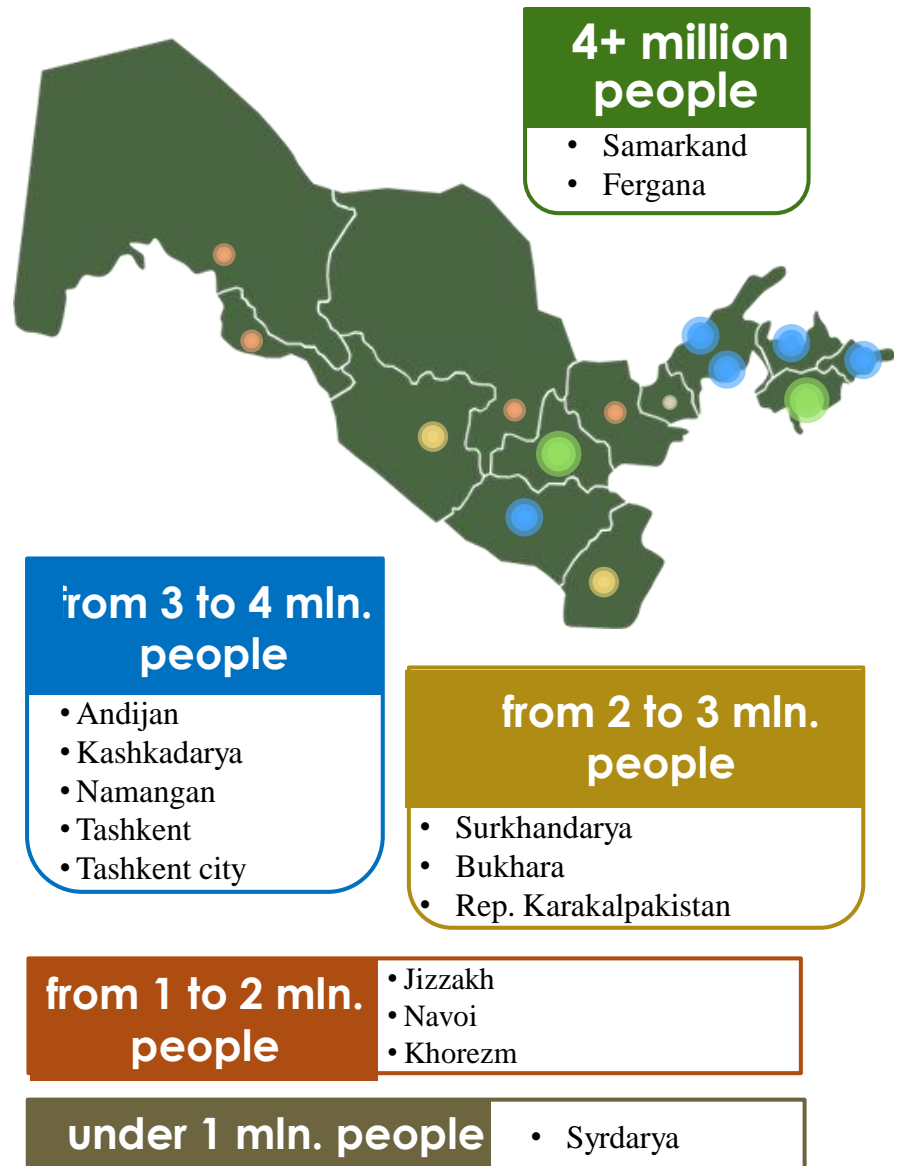 4+ million
people
• Samarkand
• Fergana
from 3 to 4 mln.
people
• Andijan
• Kashkadarya
• Namangan
• Tashkent
• Tashkent city
from 2 to 3 mln.
people
• Surkhandarya
• Bukhara
• Rep. Karakalpakistan
from 1 to 2 mln.
people
• Jizzakh
• Navoi
• Khorezm
under 1 mln. people
• Syrdarya